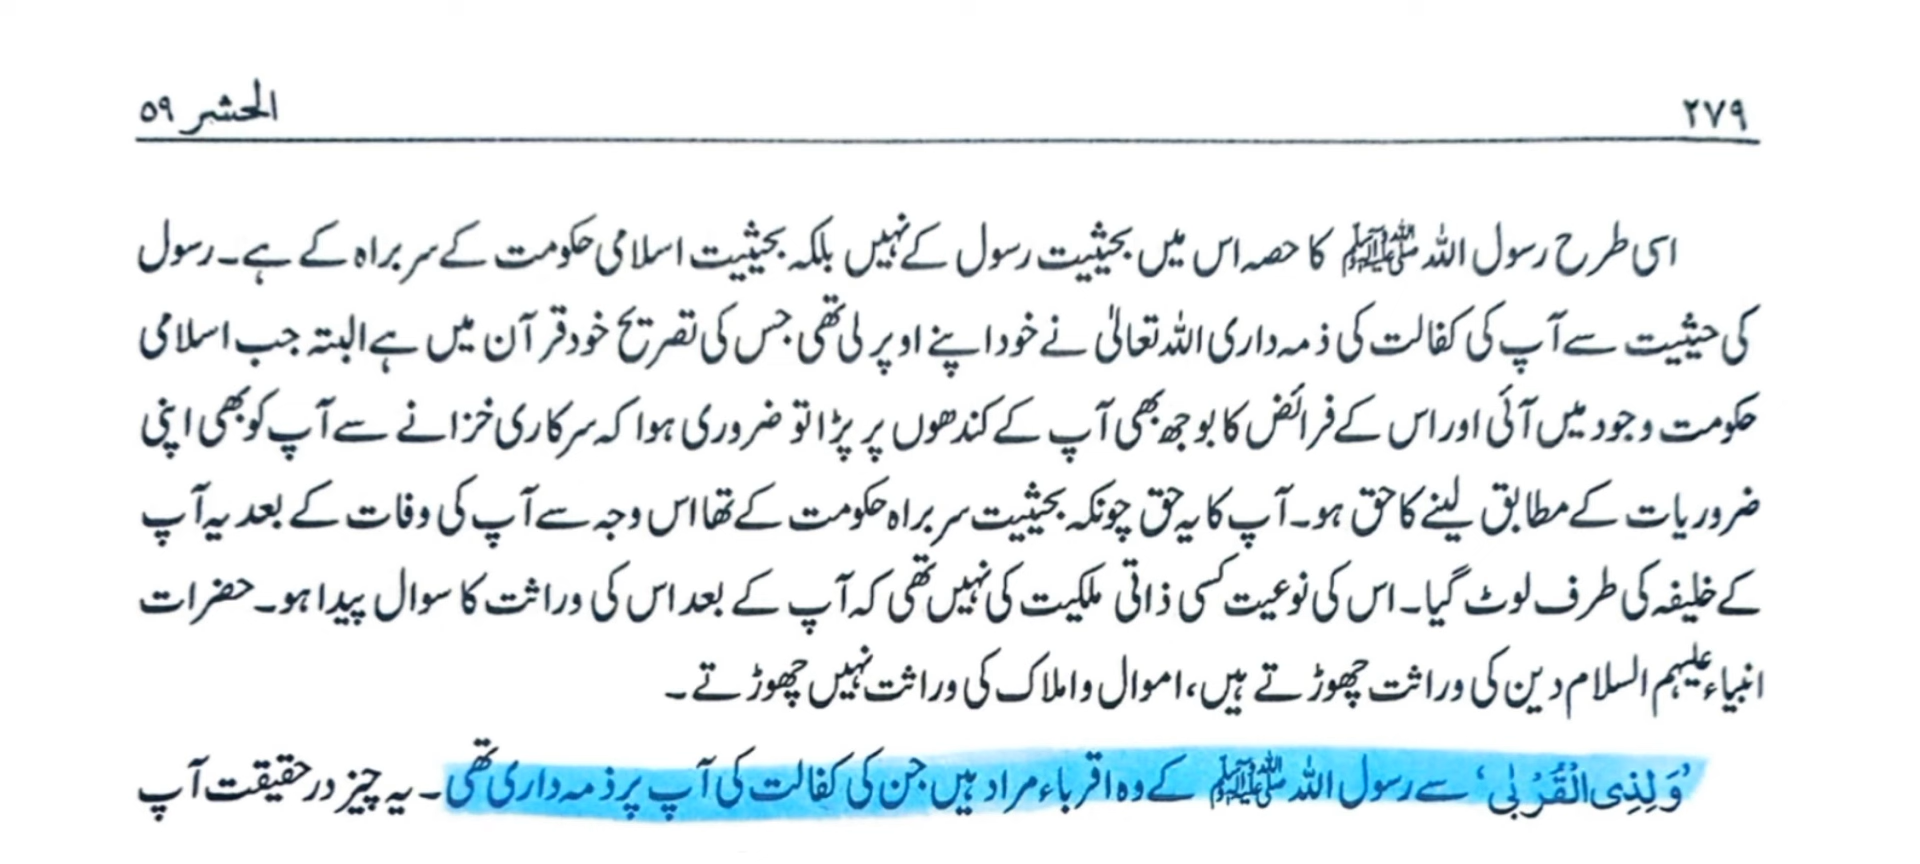 ۲۷۹ الحشر ۵۹
اسی طرح رسول اللہ ﷺ کا حصہ اس میں بحیثیت رسول کے نہیں بلکہ بحیثیت اسلامی حکومت کے سربراہ کے ہے۔ رسول
کی حیثیت سے آپ کی کفالت کی ذمہ داری اللہ تعالیٰ نے خود اپنے اوپر لی تھی جس کی تصریح خود قرآن میں ہے البتہ جب اسلامی
حکومت وجود میں آئی اور اس کے فرائض کا بوجھ بھی آپ کے کندھوں پر پڑا تو ضروری ہوا کہ سرکاری خزانے سے آپ کو بھی اپنی
ضروریات کے مطابق لینے کا حق ہو۔ آپ کا یہ حق چونکہ بحیثیت سربراہ حکومت کے تھا اس وجہ سے آپ کی وفات کے بعد یہ آپ
کے خلیفہ کی طرف لوٹ گیا۔ اس کی نوعیت کسی ذاتی ملکیت کی نہیں تھی کہ آپ کے بعد اس کی وراثت کا سوال پیدا ہو۔ حضرات
انبیاء علیہم السلام دین کی وراثت چھوڑتے ہیں، اموال و املاک کی وراثت نہیں چھوڑتے۔
’وَلِذِی الْقُرْبٰی‘ سے رسول اللہ ﷺ کے وہ اقرباء مراد ہیں جن کی کفالت کی آپ پر ذمہ داری تھی۔ یہ چیز درحقیقت آپ